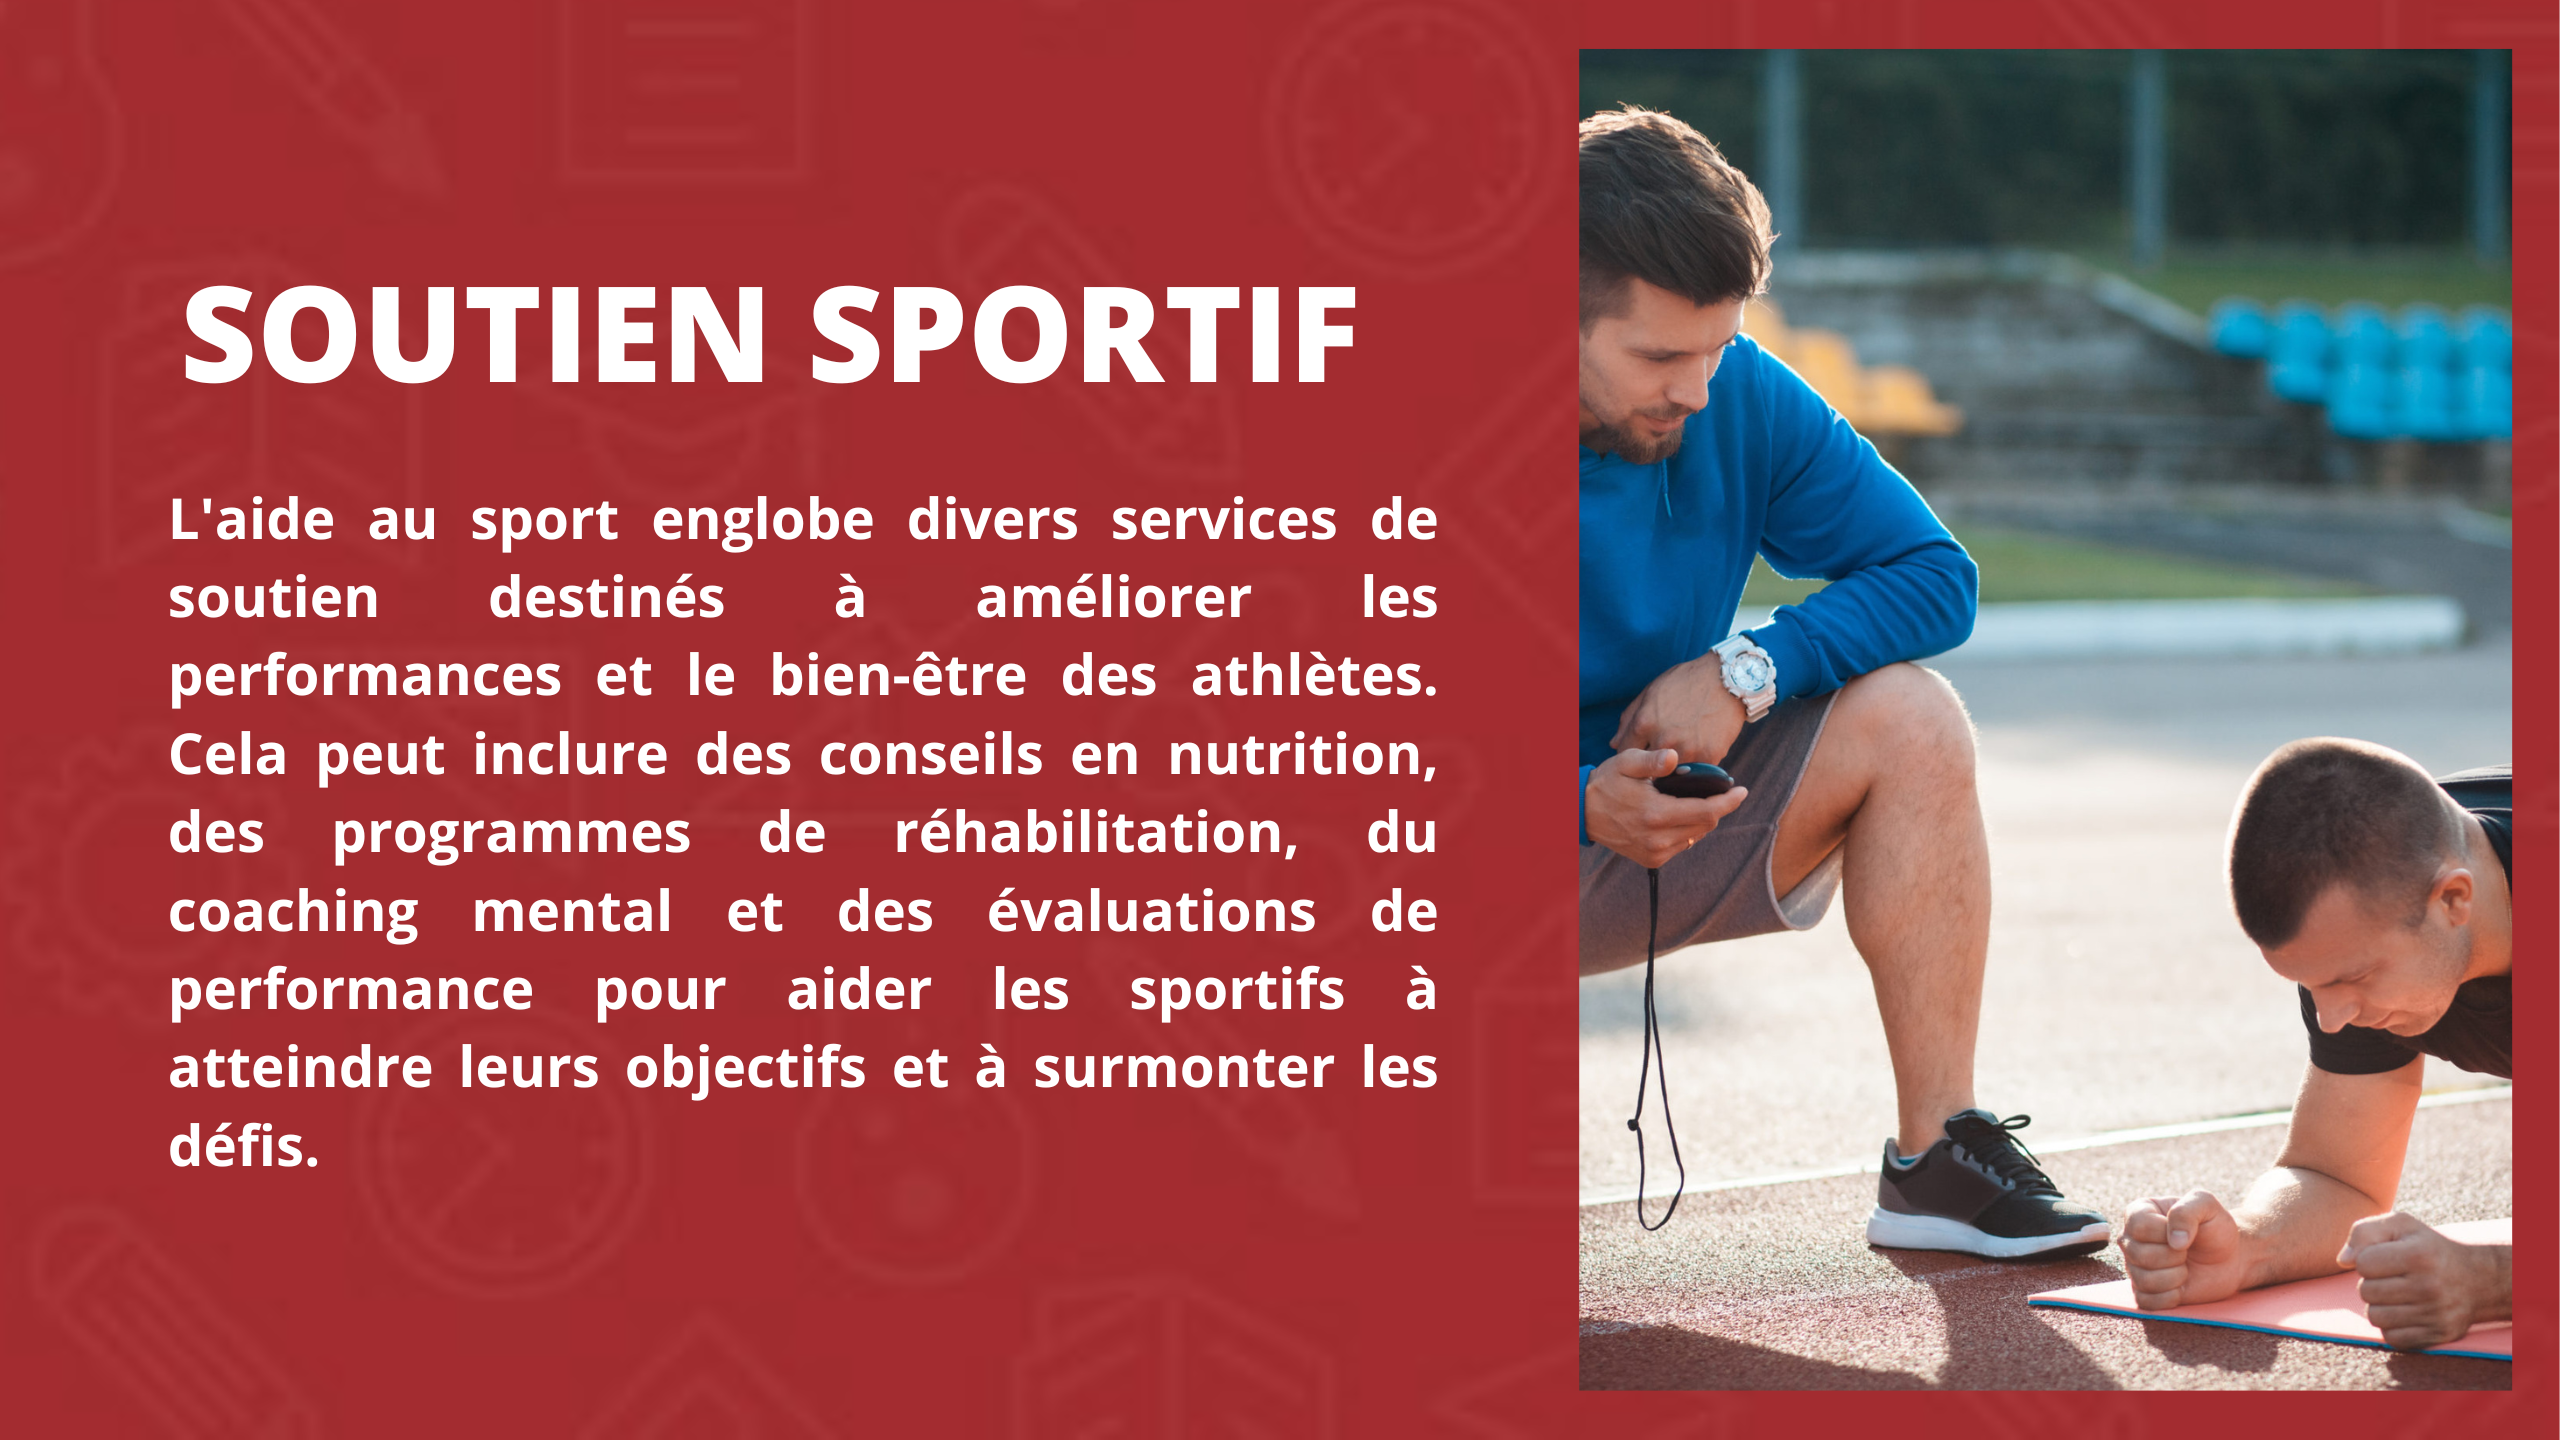 SOUTIEN SPORTIF
L'aide au sport englobe divers services de
soutien destinés à améliorer les
performances et le bien-être des athlètes.
Cela peut inclure des conseils en nutrition,
des programmes de réhabilitation, du
coaching mental et des évaluations de
performance pour aider les sportifs à
atteindre leurs objectifs et à surmonter les
défis.